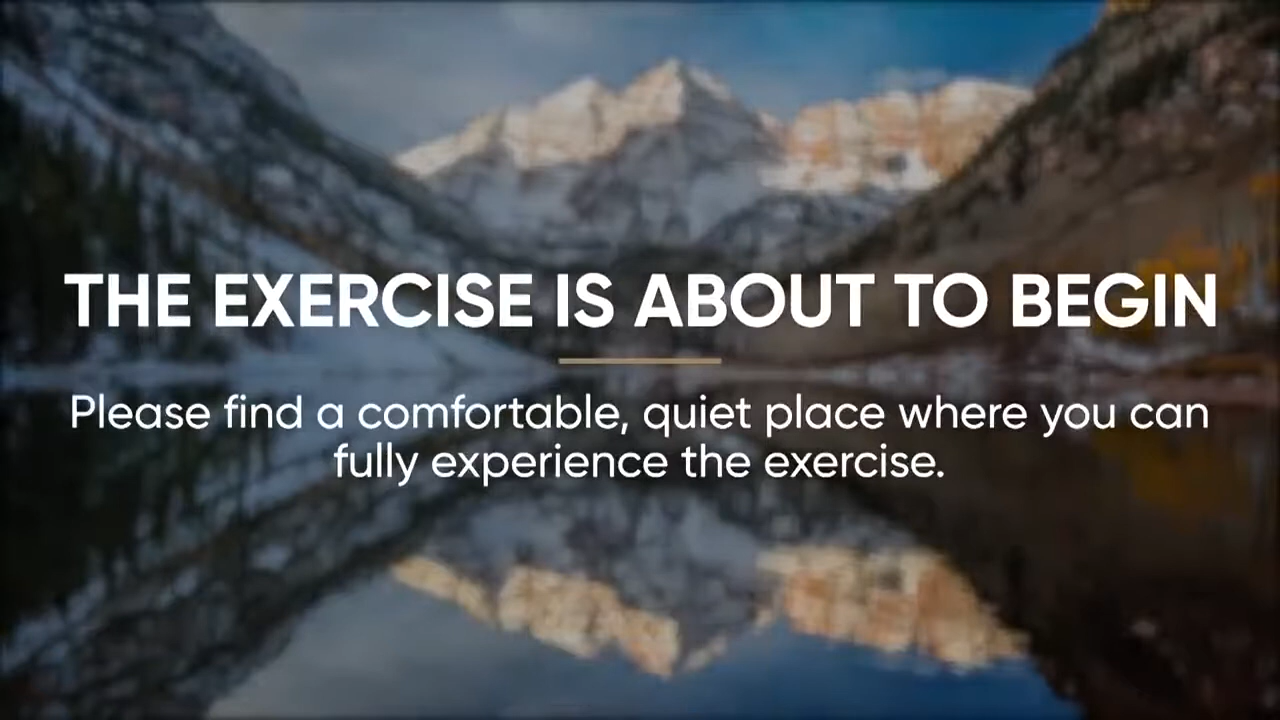 THE EXERCISE IS ABOUT TO BEGIN
Please find a comfortable, quiet place where you can
fully experience the exercise.